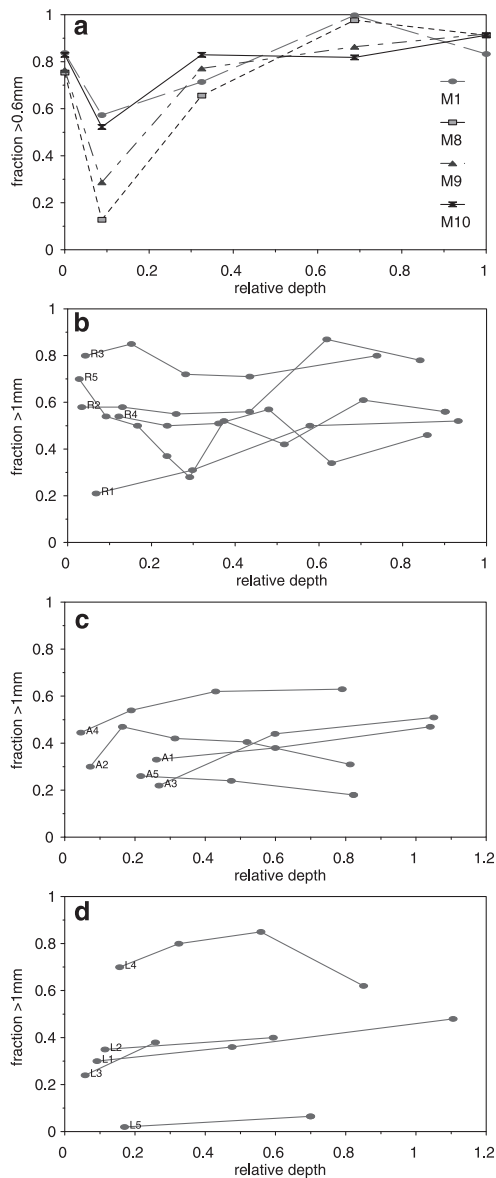 a
1
0.8
0.6
0.4
0.2
0
fraction >0.6mm
M1
M8
M9
M10
0 0.2 0.4 0.6 0.8 1
relative depth
b
1
0.8
0.6
0.4
0.2
0
fraction >1mm
R3
R5
R2
R4
R1
0 0.2 0.4 0.6 0.8 1
relative depth
c
1
0.8
0.6
0.4
0.2
0
fraction >1mm
A4
A2
A1
A5
A3
0 0.2 0.4 0.6 0.8 1 1.2
relative depth
d
1
0.8
0.6
0.4
0.2
0
fraction >1mm
L4
L2
L1
L3
L5
0 0.2 0.4 0.6 0.8 1 1.2
relative depth